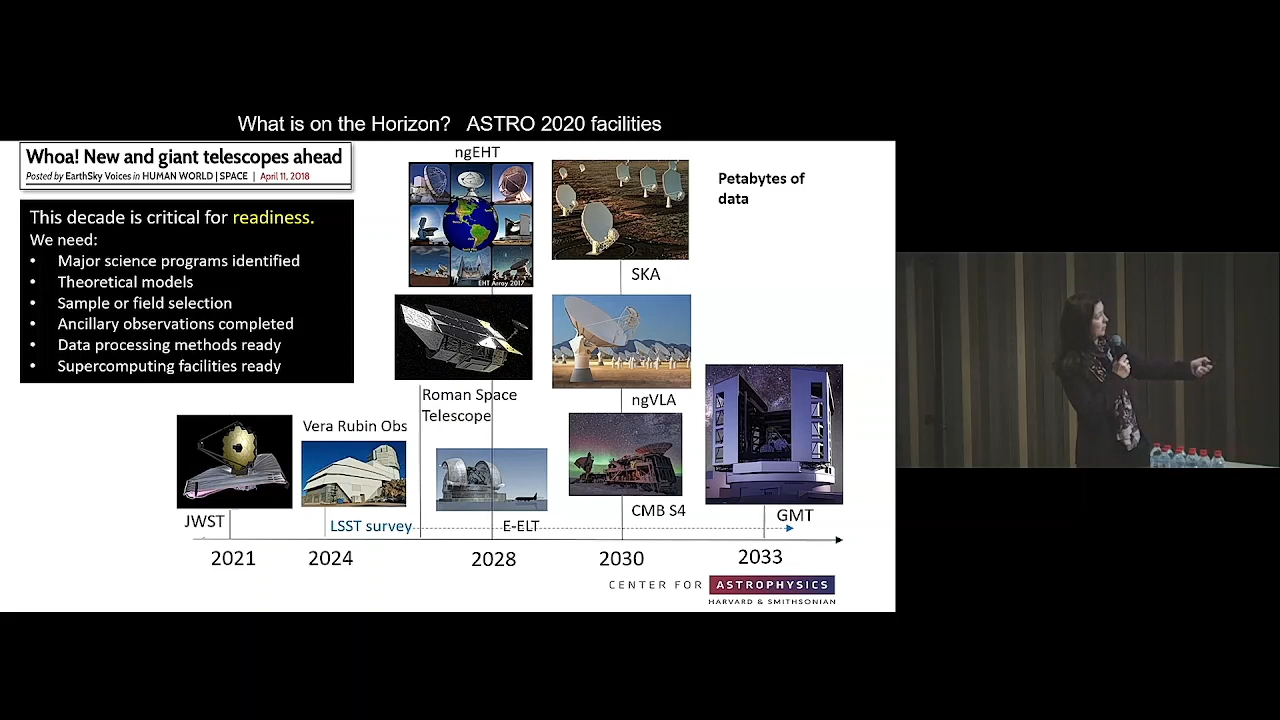 What is on the Horizon? ASTRO 2020 facilities
Whoa! New and giant telescopes ahead
Posted by EarthSky Voices in HUMAN WORLD | SPACE | April 11, 2018
This decade is critical for readiness.
We need:
• Major science programs identified
• Theoretical models
• Sample or field selection
• Ancillary observations completed
• Data processing methods ready
• Supercomputing facilities ready
ngEHT
EHT Array 2017
SKA
Petabytes of
data
Roman Space
Telescope
ngVLA
Vera Rubin Obs
JWST
LSST survey
E-ELT
CMB S4
GMT
2021
2024
2028
2030
2033
CENTER FOR ASTROPHYSICS
HARVARD & SMITHSONIAN